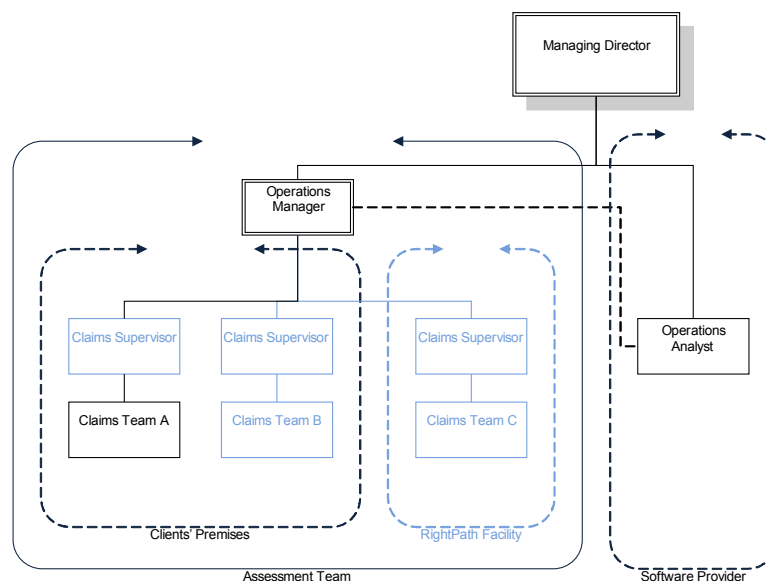 Managing Director
Operations
Manager
Claims Supervisor
Claims Supervisor
Claims Supervisor
Operations
Analyst
Claims Team A
Claims Team B
Claims Team C
Clients' Premises
RightPath Facility
Assessment Team
Software Provider